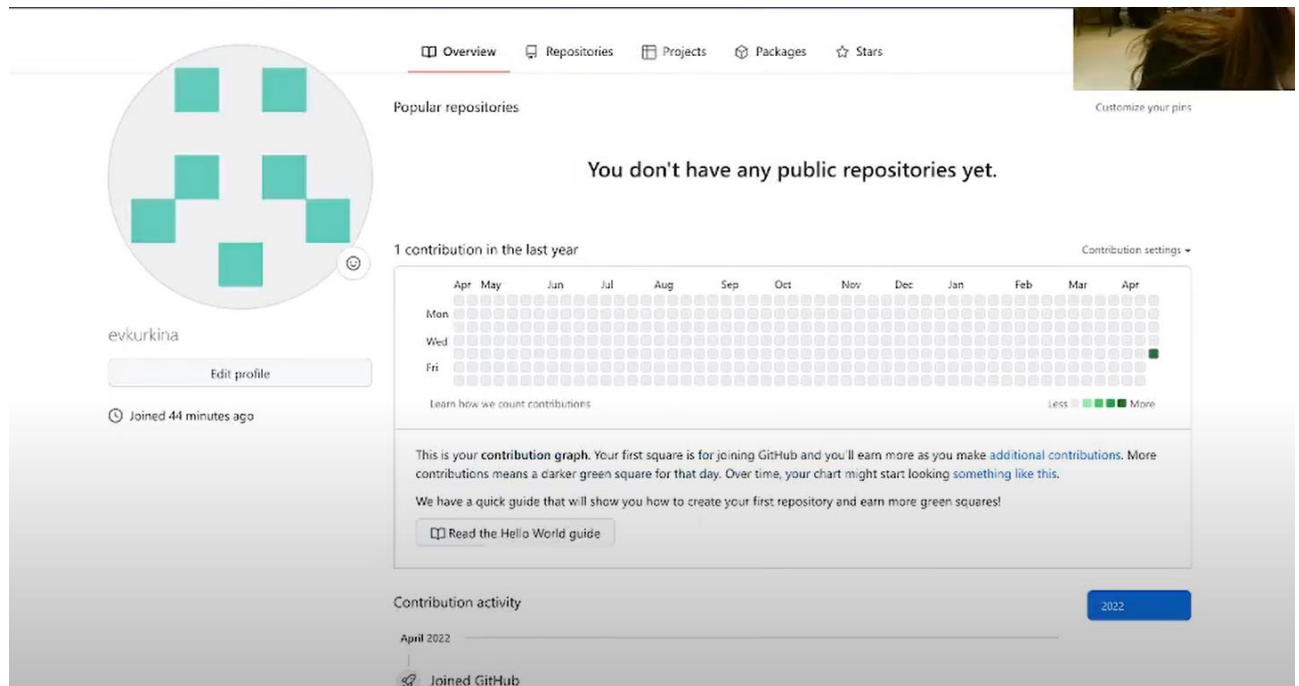 Overview Repositories Projects Packages Stars
Popular repositories
Customize your pins
You don't have any public repositories yet.
1 contribution in the last year
Contribution settings
Apr May Jun Jul Aug Sep Oct Nov Dec Jan Feb Mar Apr
Mon
Wed
Fri
Learn how we count contributions
Less More
evkurkina
Edit profile
Joined 44 minutes ago
This is your contribution graph. Your first square is for joining GitHub and you'll earn more as you make additional contributions. More
contributions means a darker green square for that day. Over time, your chart might start looking something like this.
We have a quick guide that will show you how to create your first repository and earn more green squares!
Read the Hello World guide
Contribution activity
2022
April 2022
Joined GitHub